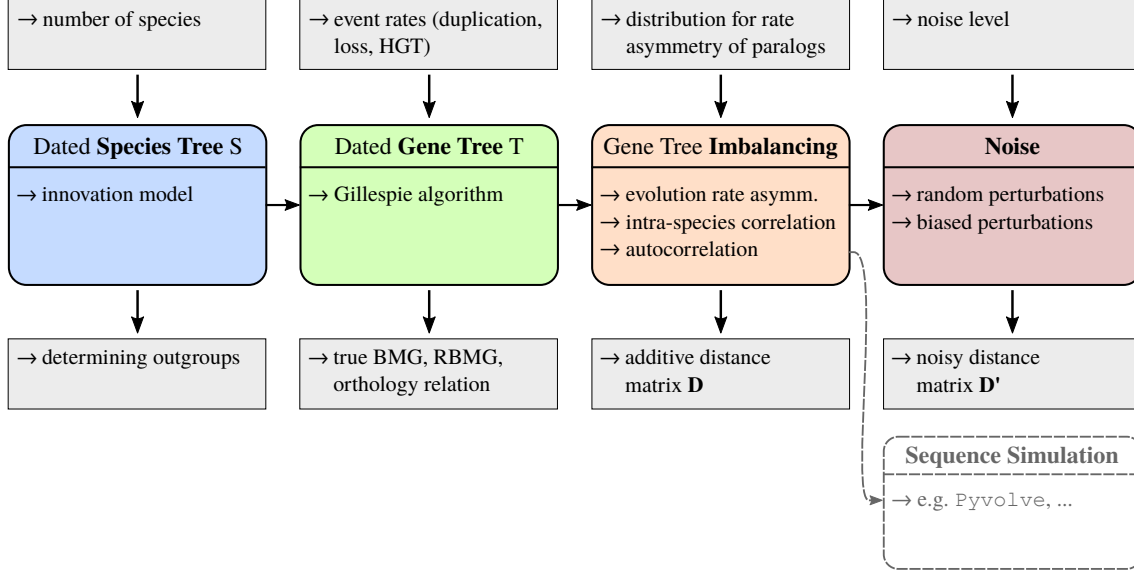 → number of species
→ event rates (duplication,
loss, HGT)
→ distribution for rate
asymmetry of paralogs
→ noise level
Dated Species Tree S
→ innovation model
Dated Gene Tree T
→ Gillespie algorithm
Gene Tree Imbalancing
→ evolution rate asymm.
→ intra-species correlation
→ autocorrelation
Noise
→ random perturbations
→ biased perturbations
→ determining outgroups
→ true BMG, RBMG,
orthology relation
→ additive distance
matrix D
→ noisy distance
matrix D'
Sequence Simulation
→ e.g. Pyvolve, ...